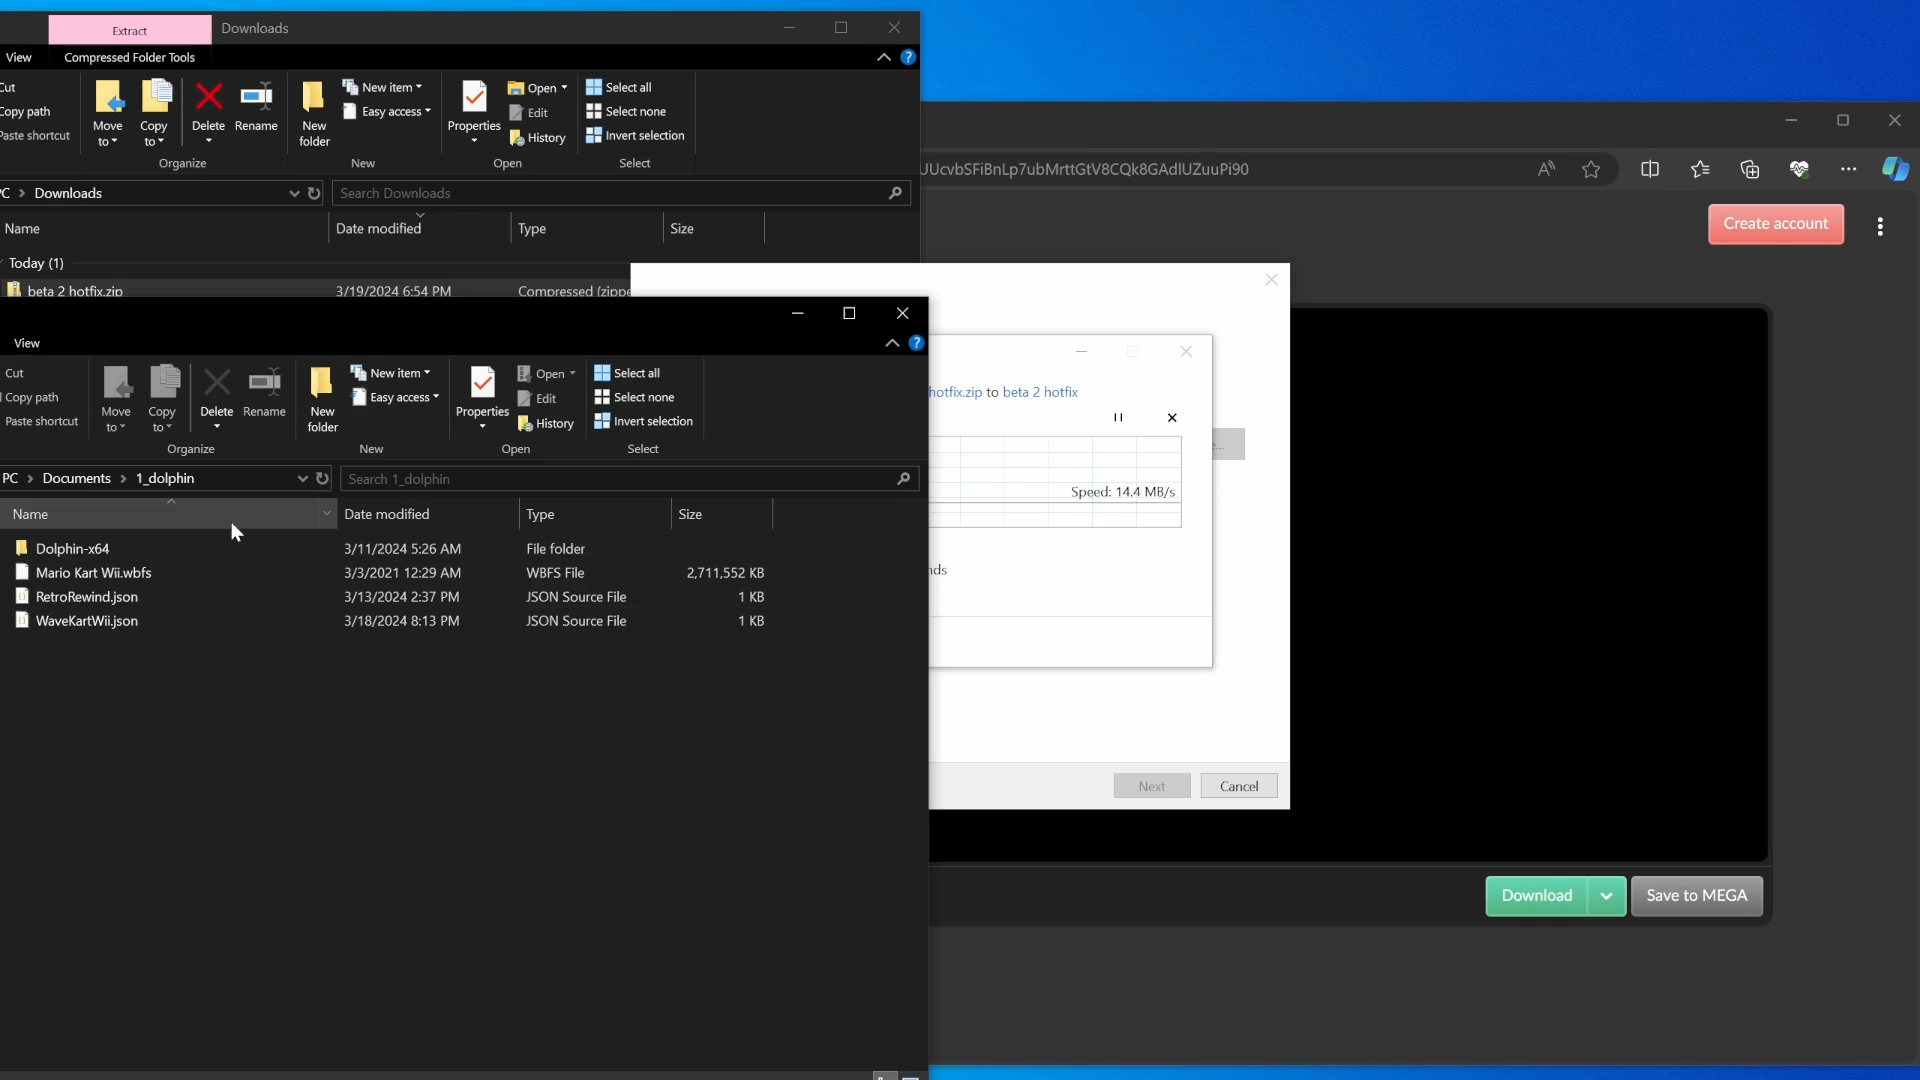 Extract
Downloads
View
Compressed Folder Tools
Cut
Copy path
Paste shortcut
Move to
Copy to
Delete
Rename
New folder
New item
Easy access
Properties
Open
Edit
History
Select all
Select none
Invert selection
Organize
New
Open
Select
PC > Downloads
Search Downloads
Name
Date modified
Type
Size
Today (1)
beta 2 hotfix.zip 3/19/2024 6:54 PM Compressed (zippe
UUcvbSFiBnLp7ubMrttGtV8CQk8GAdlUZuuPi90
Create account
View
Cut
Copy path
Paste shortcut
Move to
Copy to
Delete
Rename
New folder
New item
Easy access
Properties
Open
Edit
History
Select all
Select none
Invert selection
Organize
New
Open
Select
PC > Documents > 1_dolphin
Search 1_dolphin
Name
Date modified
Type
Size
Dolphin-x64 3/11/2024 5:26 AM File folder
Mario Kart Wii.wbfs 3/3/2021 12:29 AM WBFS File 2,711,552 KB
RetroRewind.json 3/13/2024 2:37 PM JSON Source File 1 KB
WaveKartWii.json 3/18/2024 8:13 PM JSON Source File 1 KB
hotfix.zip to beta 2 hotfix
Speed: 14.4 MB/s
nds
Next
Cancel
Download
Save to MEGA